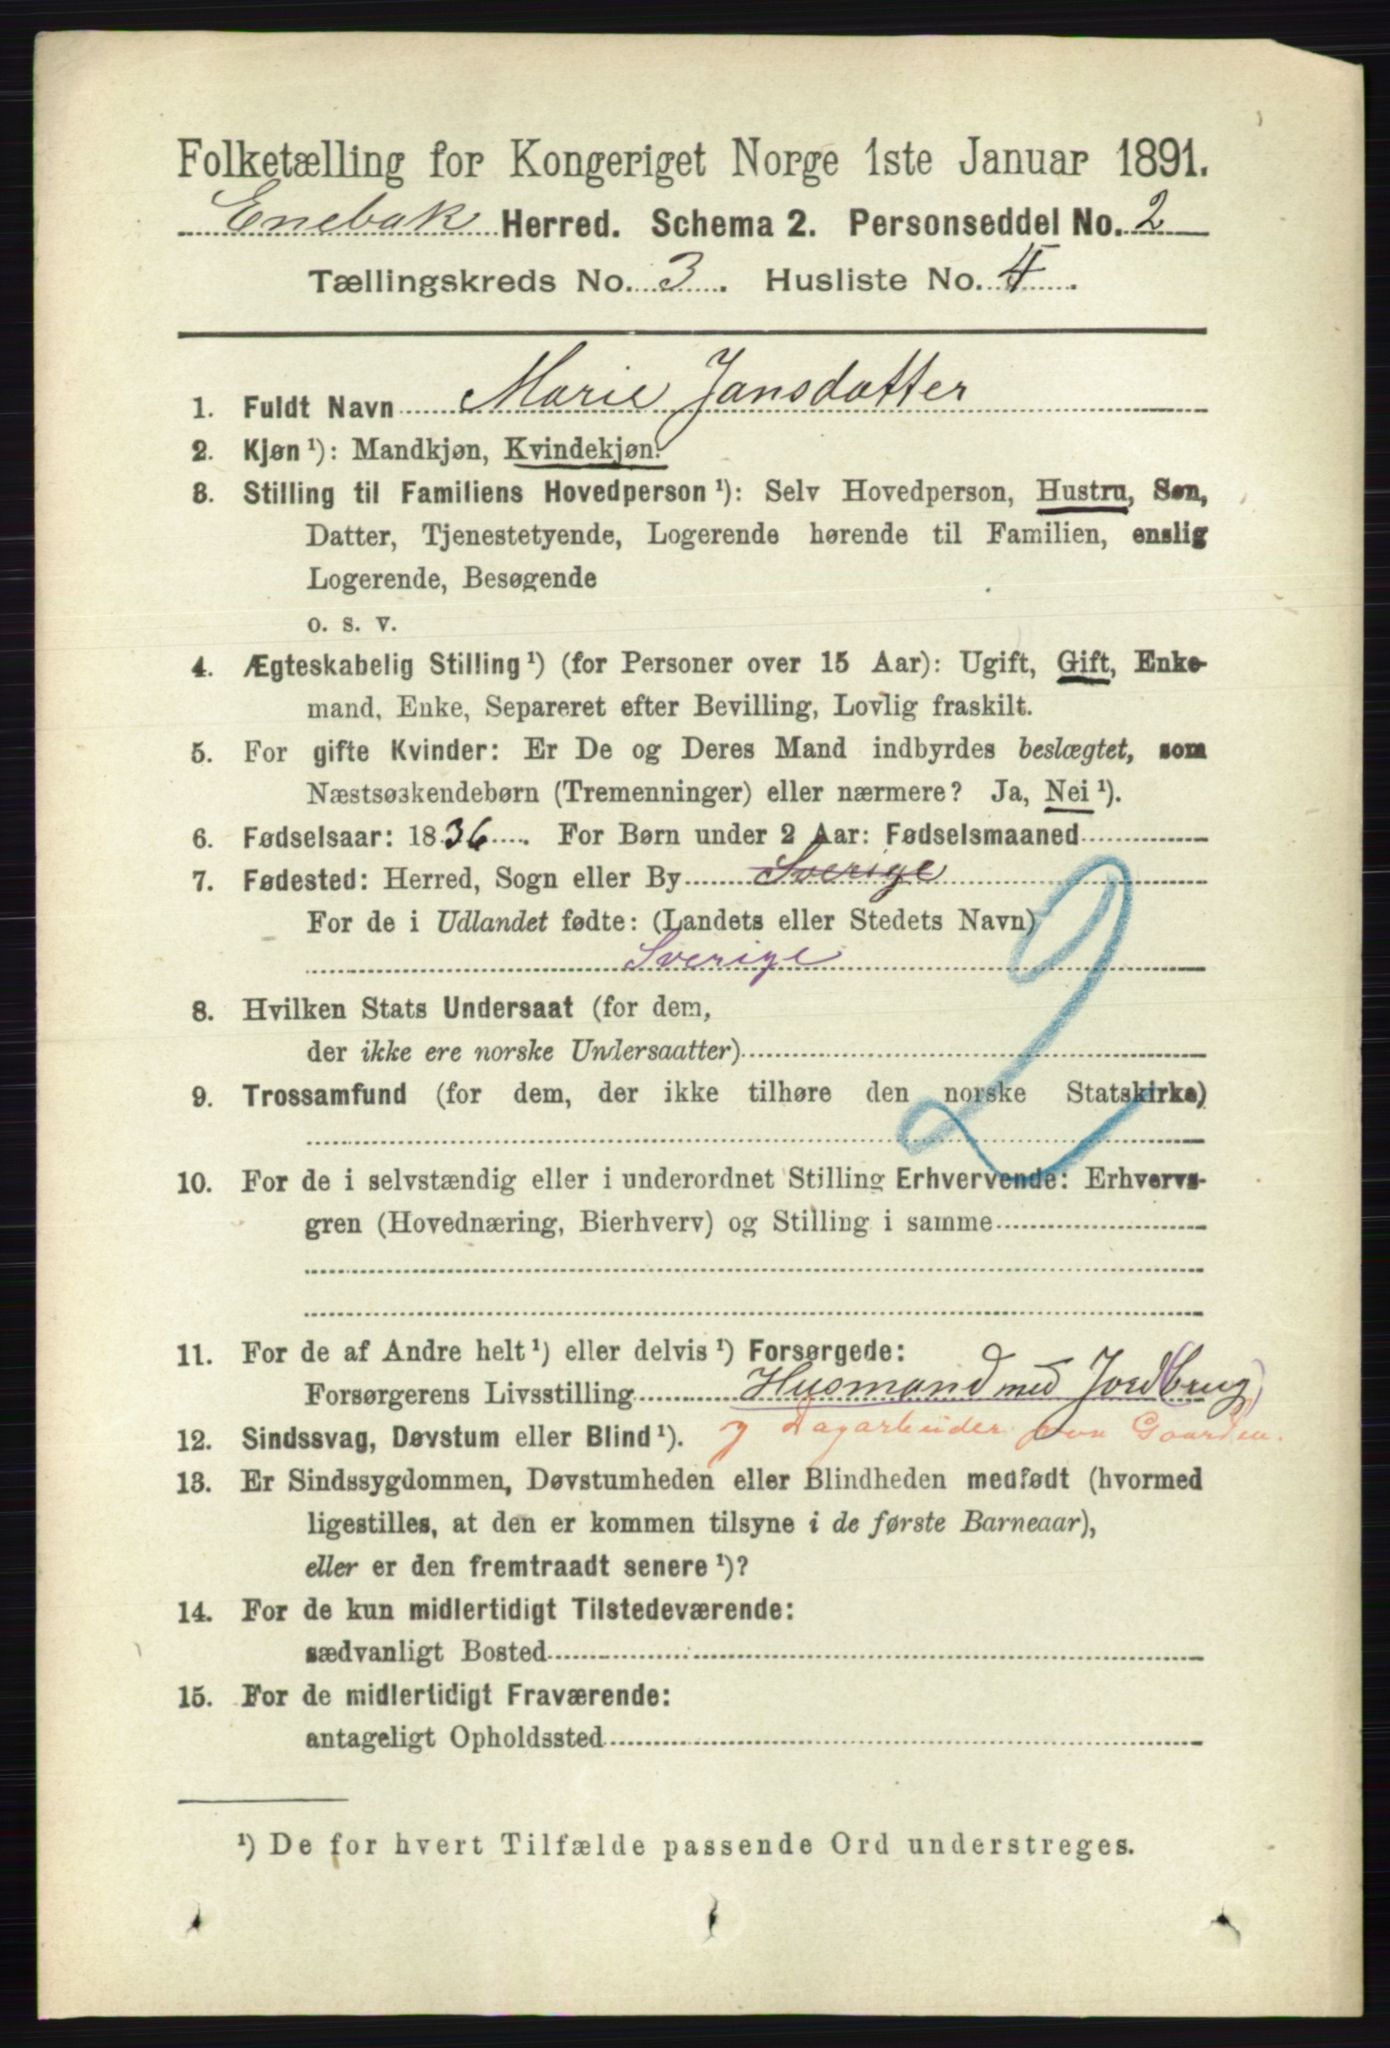 Folketælling for Kongeriget Norge 1ste Januar 1891.
Enebak Herred. Schema 2. Personseddel No. 2
Tællingskreds No. 3. Husliste No. 4.
1. Fuldt Navn Marie Jansdatter
2. Kjøn ¹): Mandkjøn, Kvindekjøn.
3. Stilling til Familiens Hovedperson ¹): Selv Hovedperson, Hustru, Søn,
Datter, Tjenestetyende, Logerende hørende til Familien, enslig
Logerende, Besøgende
o. s. v.
4. Ægteskabelig Stilling ¹) (for Personer over 15 Aar): Ugift, Gift, Enke-
mand, Enke, Separeret efter Bevilling, Lovlig fraskilt.
5. For gifte Kvinder: Er De og Deres Mand indbyrdes beslægtet, som
Næstsøskendebørn (Tremenninger) eller nærmere? Ja, Nei ¹).
6. Fødselsaar: 1836. For Børn under 2 Aar: Fødselsmaaned
7. Fødested: Herred, Sogn eller By Sverige
For de i Udlandet fødte: (Landets eller Stedets Navn)
Sverige
2
8. Hvilken Stats Undersaat (for dem,
der ikke ere norske Undersaatter)
9. Trossamfund (for dem, der ikke tilhøre den norske Statskirke)
10. For de i selvstændig eller i underordnet Stilling Erhvervende: Erhvervs-
gren (Hovednæring, Bierhverv) og Stilling i samme
11. For de af Andre helt ¹) eller delvis ¹) Forsørgede:
Forsørgerens Livsstilling Husmand med Jordbrug
12. Sindssvag, Døvstum eller Blind ¹). Dagarbeider paa Gaarden.
13. Er Sindssygdommen, Døvstumheden eller Blindheden medfødt (hvormed
ligestilles, at den er kommen tilsyne i de første Barneaar),
eller er den fremtraadt senere ¹)?
14. For de kun midlertidigt Tilstedeværende:
sædvanligt Bosted
15. For de midlertidigt Fraværende:
antageligt Opholdssted
¹) De for hvert Tilfælde passende Ord understreges.